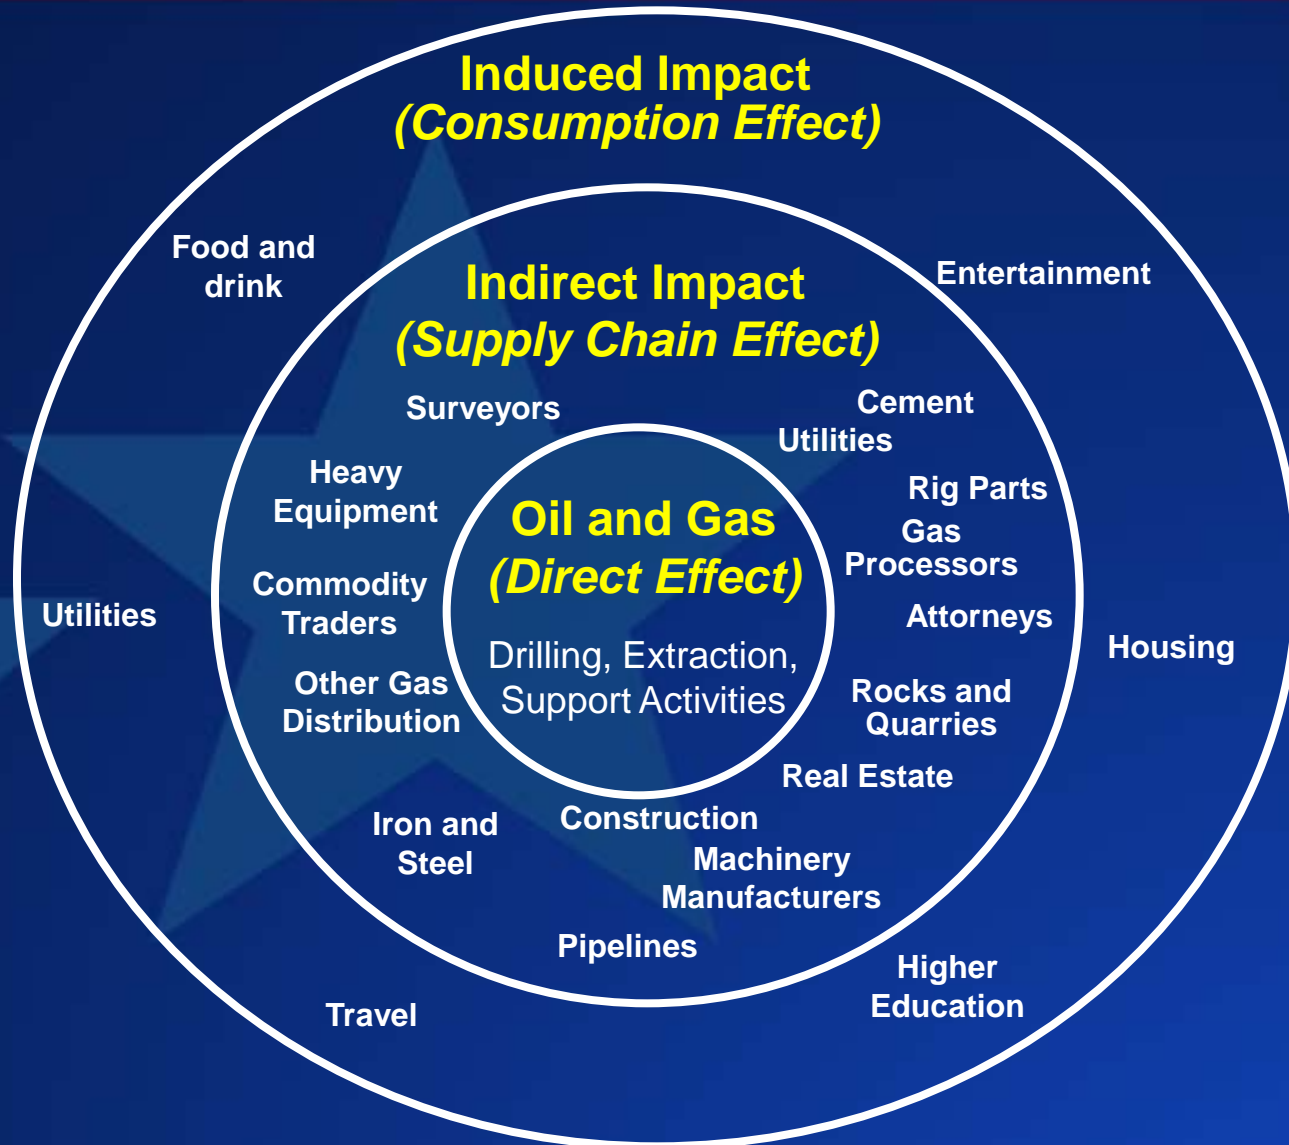 Induced Impact
(Consumption Effect)
Food and
drink
Entertainment
Indirect Impact
(Supply Chain Effect)
Surveyors
Cement
Utilities
Heavy
Equipment
Rig Parts
Gas
Processors
Oil and Gas
(Direct Effect)
Drilling, Extraction,
Support Activities
Commodity
Traders
Attorneys
Utilities
Housing
Other Gas
Distribution
Rocks and
Quarries
Real Estate
Iron and
Steel
Construction
Machinery
Manufacturers
Pipelines
Higher
Education
Travel